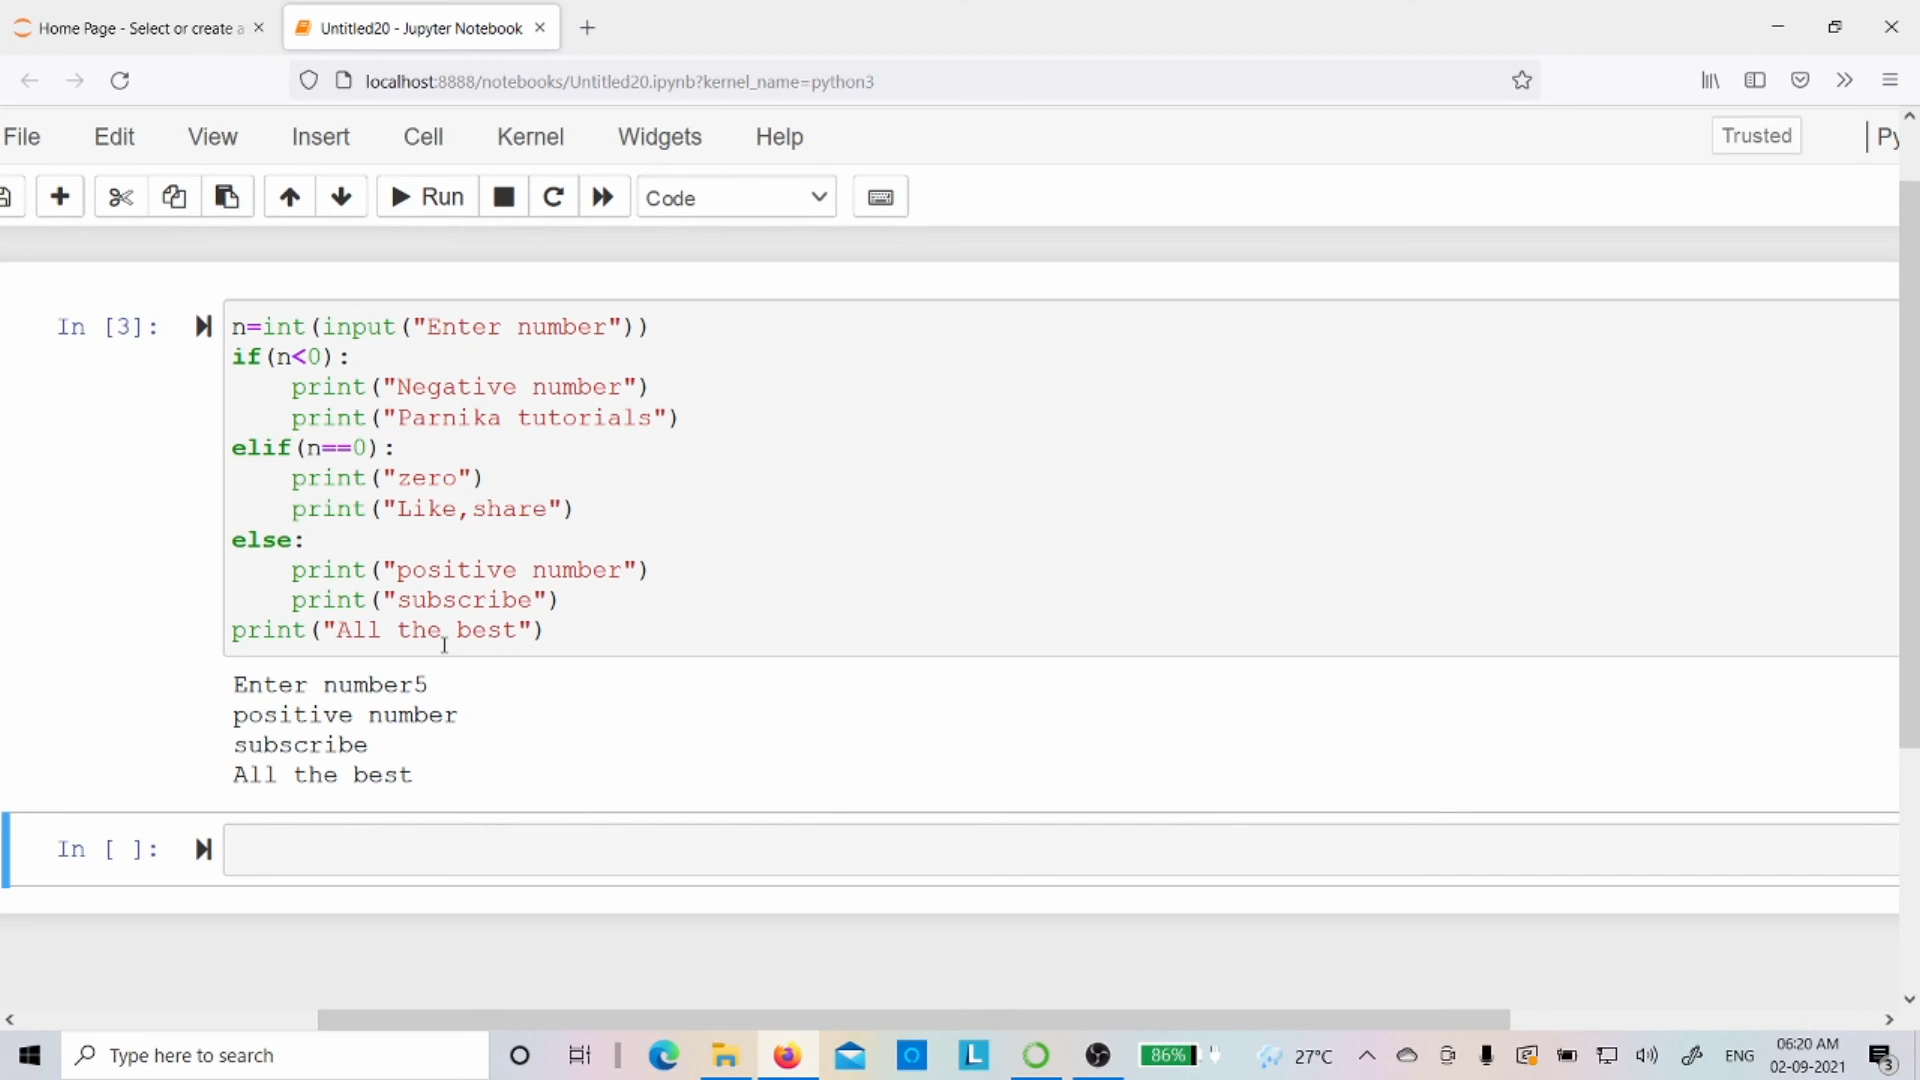 Home Page - Select or create a
Untitled20 - Jupyter Notebook
localhost:8888/notebooks/Untitled20.ipynb?kernel_name=python3
File Edit View Insert Cell Kernel Widgets Help Trusted Py
Run Code
In [3]:
n=int(input("Enter number"))
if(n<0):
    print("Negative number")
    print("Parnika tutorials")
elif(n==0):
    print("zero")
    print("Like,share")
else:
    print("positive number")
    print("subscribe")
print("All the best")
Enter number5
positive number
subscribe
All the best
In [ ]:
Type here to search
86%
27°C
ENG
06:20 AM
02-09-2021
3